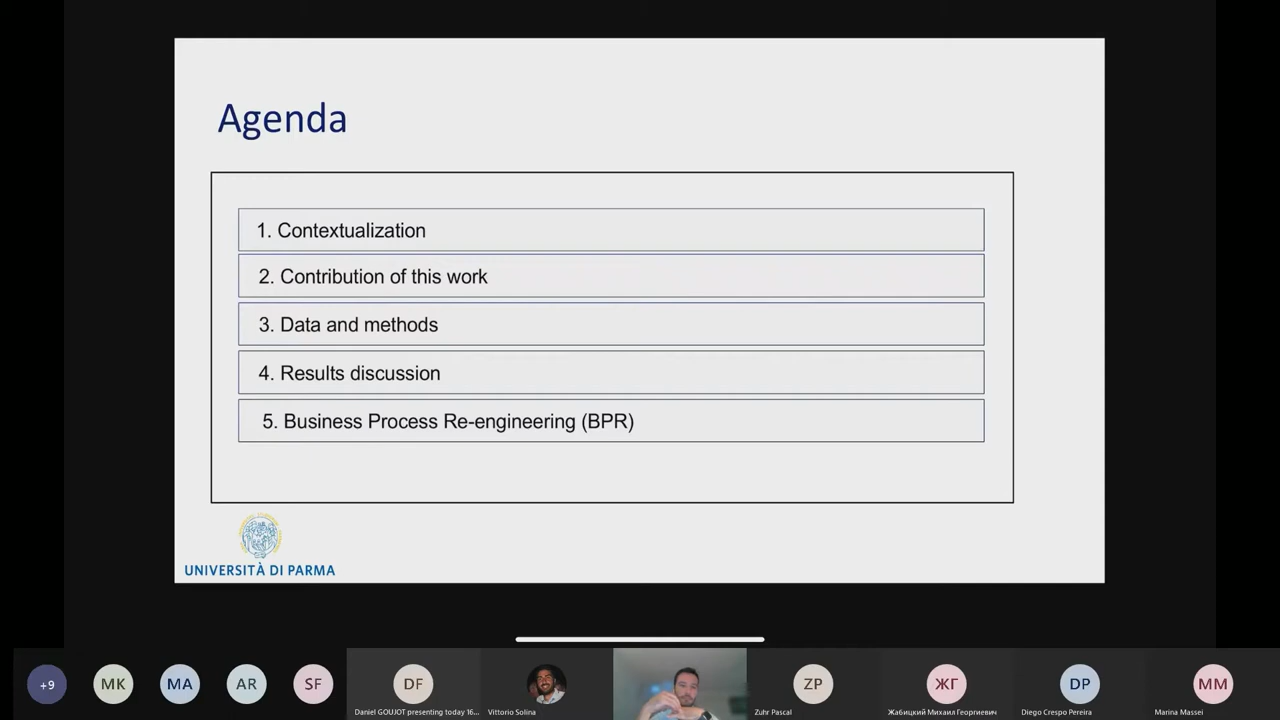 Agenda
1. Contextualization
2. Contribution of this work
3. Data and methods
4. Results discussion
5. Business Process Re-engineering (BPR)
UNIVERSITÀ DI PARMA
+9
MK
MA
AR
SF
DF
ZP
ЖГ
DP
MM
Daniel GOUJOT presenting today 16...
Vittorio Solina
Zuhr Pascal
Жабицкий Михаил Георгиевич
Diego Crespo Pereira
Marina Massei